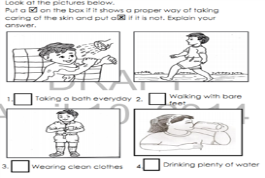 Look at the pictures below.
Put a ☑ on the box if it shows a proper way of taking
caring of the skin and put a ☒ if it is not. Explain your
answer.
DRAFT
1. Taking a bath everyday 2. Walking with bare
feet
2014
3. Wearing clean clothes 4. Drinking plenty of water